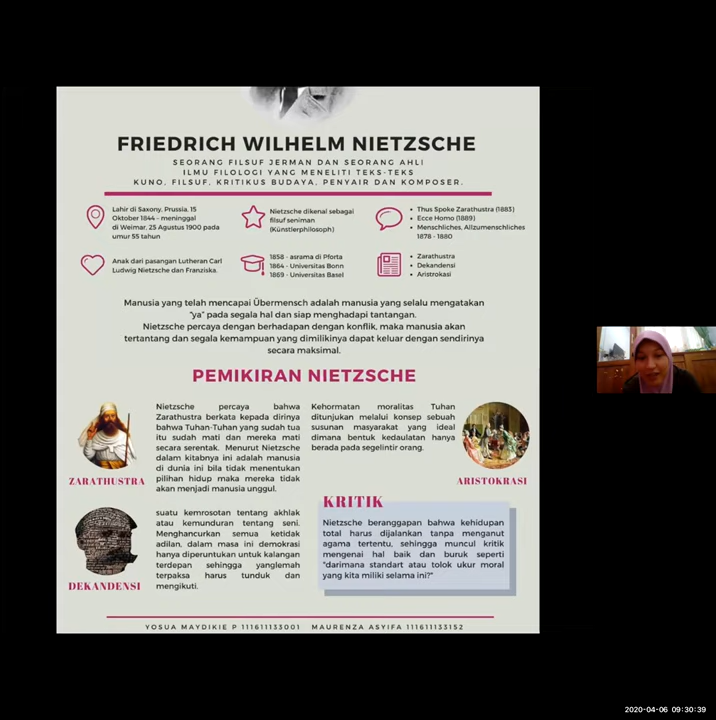 FRIEDRICH WILHELM NIETZSCHE
SEORANG FILSUF JERMAN DAN SEORANG AHLI
ILMU FILOLOGI YANG MENELITI TEKS-TEKS
KUNO, FILSUF, KRITIKUS BUDAYA, PENYAIR DAN KOMPOSER.
Lahir di Saxony, Prussia, 15
Oktober 1844 - meninggal
di Weimar, 25 Agustus 1900 pada
umur 55 tahun
Nietzsche dikenal sebagai
filsuf seniman
(Künstlerphilosoph)
• Thus Spoke Zarathustra (1883)
• Ecce Homo (1889)
• Menschliches, Allzumenschliches
1878 - 1880
Anak dari pasangan Lutheran Carl
Ludwig Nietzsche dan Franziska.
1858 - asrama di Pforta
1864 - Universitas Bonn
1869 - Universitas Basel
• Zarathustra
• Dekandensi
• Aristrokasi
Manusia yang telah mencapai Übermensch adalah manusia yang selalu mengatakan
"ya" pada segala hal dan siap menghadapi tantangan.
Nietzsche percaya dengan berhadapan dengan konflik, maka manusia akan
tertantang dan segala kemampuan yang dimilikinya dapat keluar dengan sendirinya
secara maksimal.
PEMIKIRAN NIETZSCHE
Nietzsche percaya bahwa
Zarathustra berkata kepada dirinya
bahwa Tuhan-Tuhan yang sudah tua
itu sudah mati dan mereka mati
secara serentak. Menurut Nietzsche
dalam kitabnya ini adalah manusia
di dunia ini bila tidak menentukan
pilihan hidup maka mereka tidak
akan menjadi manusia unggul.
ZARATHUSTRA
Kehormatan moralitas Tuhan
ditunjukan melalui konsep sebuah
susunan masyarakat yang ideal
dimana bentuk kedaulatan hanya
berada pada segelintir orang.
ARISTOKRASI
suatu kemrosotan tentang akhlak
atau kemunduran tentang seni.
Menghancurkan semua ketidak
adilan, dalam masa ini demokrasi
hanya diperuntukan untuk kalangan
terdepan sehingga yanglemah
terpaksa harus tunduk dan
mengikuti.
DEKANDENSI
KRITIK
Nietzsche beranggapan bahwa kehidupan
total harus dijalankan tanpa menganut
agama tertentu, sehingga muncul kritik
mengenai hal baik dan buruk seperti
"darimana standart atau tolok ukur moral
yang kita miliki selama ini?"
YOSUA MAYDIKIE P 111611133001 MAURENZA ASYIFA 111611133152
2020-04-06 09:30:39